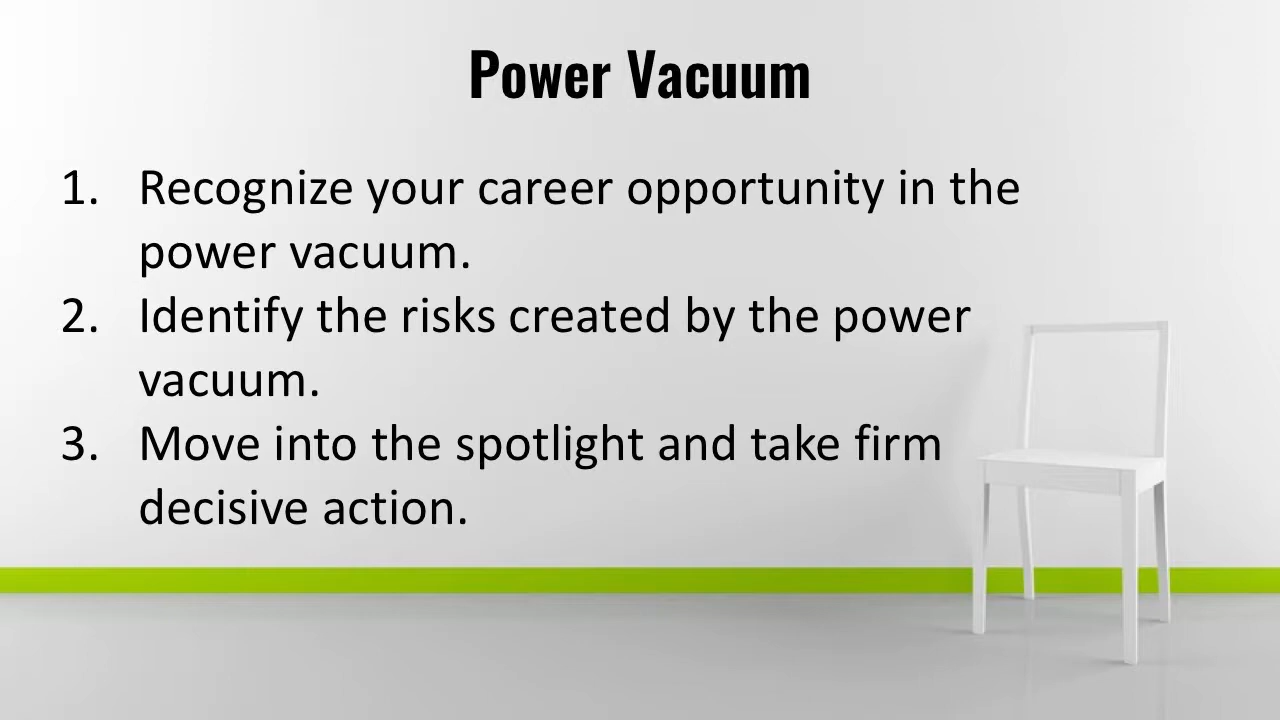 Power Vacuum
1. Recognize your career opportunity in the
power vacuum.
2. Identify the risks created by the power
vacuum.
3. Move into the spotlight and take firm
decisive action.